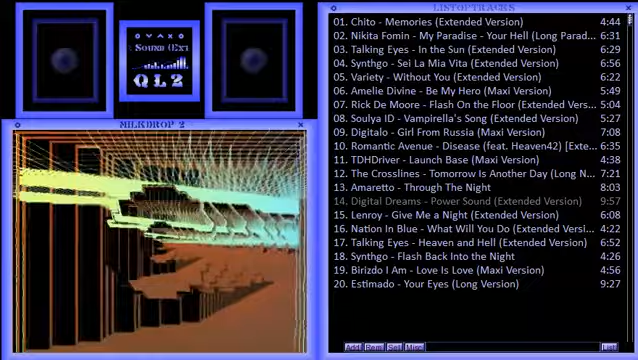 LISTOFTRACKS
OVAXO
Sound (Ext
QL2
MILKDROP 2
01. Chito - Memories (Extended Version) 4:44
02. Nikita Fomin - My Paradise - Your Hell (Long Parad... 6:31
03. Talking Eyes - In the Sun (Extended Version) 6:29
04. Synthgo - Sei La Mia Vita (Extended Version) 6:56
05. Variety - Without You (Extended Version) 6:22
06. Amelie Divine - Be My Hero (Maxi Version) 5:49
07. Rick De Moore - Flash On the Floor (Extended Vers... 5:04
08. Soulya ID - Vampirella's Song (Extended Version) 5:27
09. Digitalo - Girl From Russia (Maxi Version) 7:08
10. Romantic Avenue - Disease (feat. Heaven42) [Exte... 6:35
11. TDHDriver - Launch Base (Maxi Version) 4:38
12. The Crosslines - Tomorrow Is Another Day (Long N... 7:21
13. Amaretto - Through The Night 8:03
14. Digital Dreams - Power Sound (Extended Version) 9:57
15. Lenroy - Give Me a Night (Extended Version) 6:08
16. Nation In Blue - What Will You Do (Extended Versi... 4:22
17. Talking Eyes - Heaven and Hell (Extended Version) 6:52
18. Synthgo - Flash Back Into the Night 4:26
19. Birizdo I Am - Love Is Love (Maxi Version) 4:56
20. Estimado - Your Eyes (Long Version) 9:27
Add Rem Sel Misc List